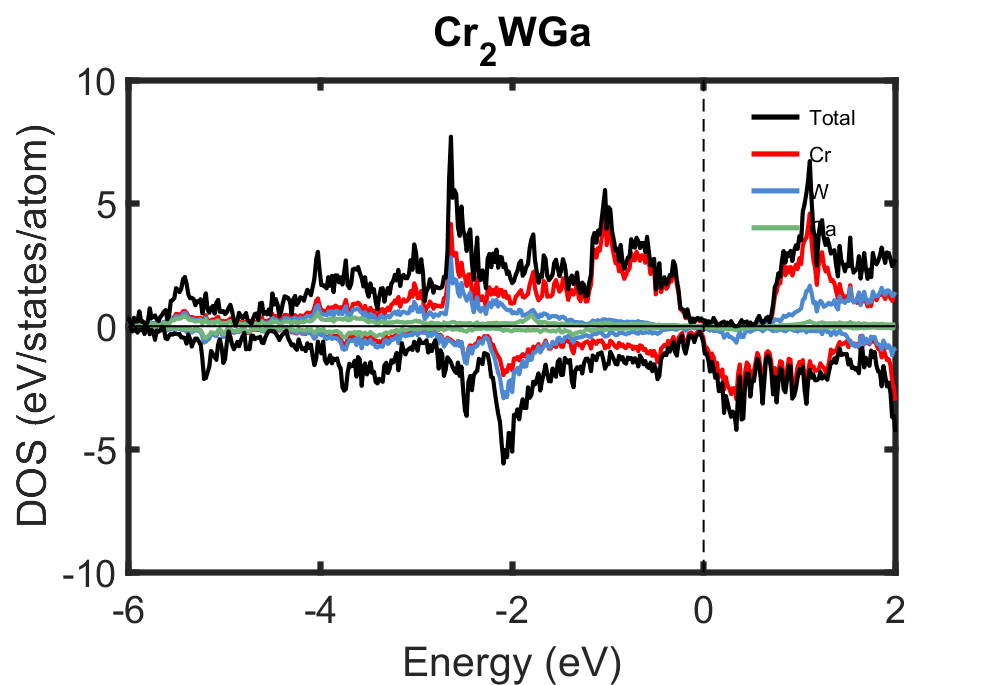 Cr2WGa
DOS (eV/states/atom)
10
5
0
-5
-10
Total
Cr
W
Ga
-6
-4
-2
0
2
Energy (eV)